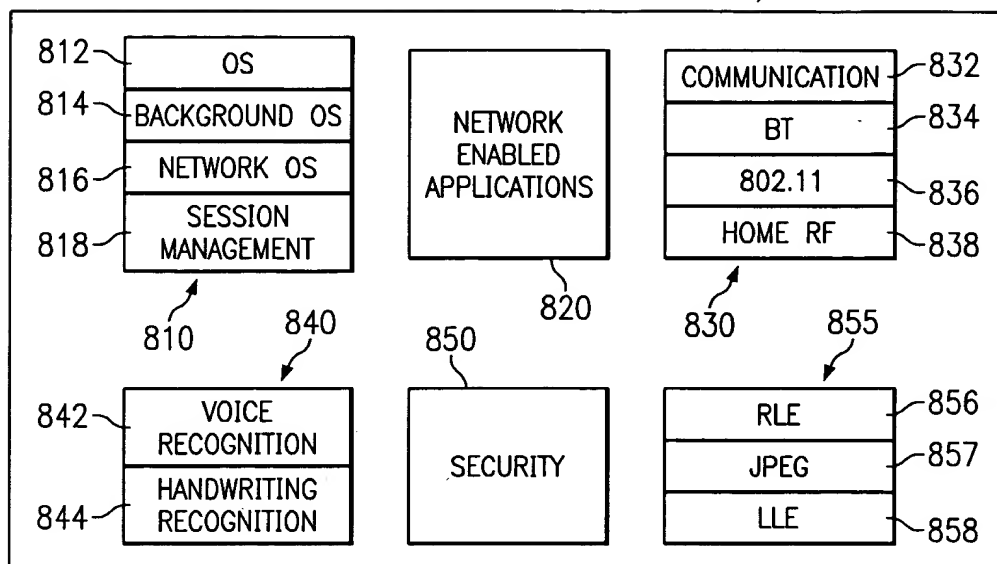 812
OS
814
BACKGROUND OS
816
NETWORK OS
818
SESSION
MANAGEMENT
810
NETWORK
ENABLED
APPLICATIONS
820
COMMUNICATION
832
BT
834
802.11
836
HOME RF
838
830
840
842
VOICE
RECOGNITION
844
HANDWRITING
RECOGNITION
850
SECURITY
855
RLE
856
JPEG
857
LLE
858